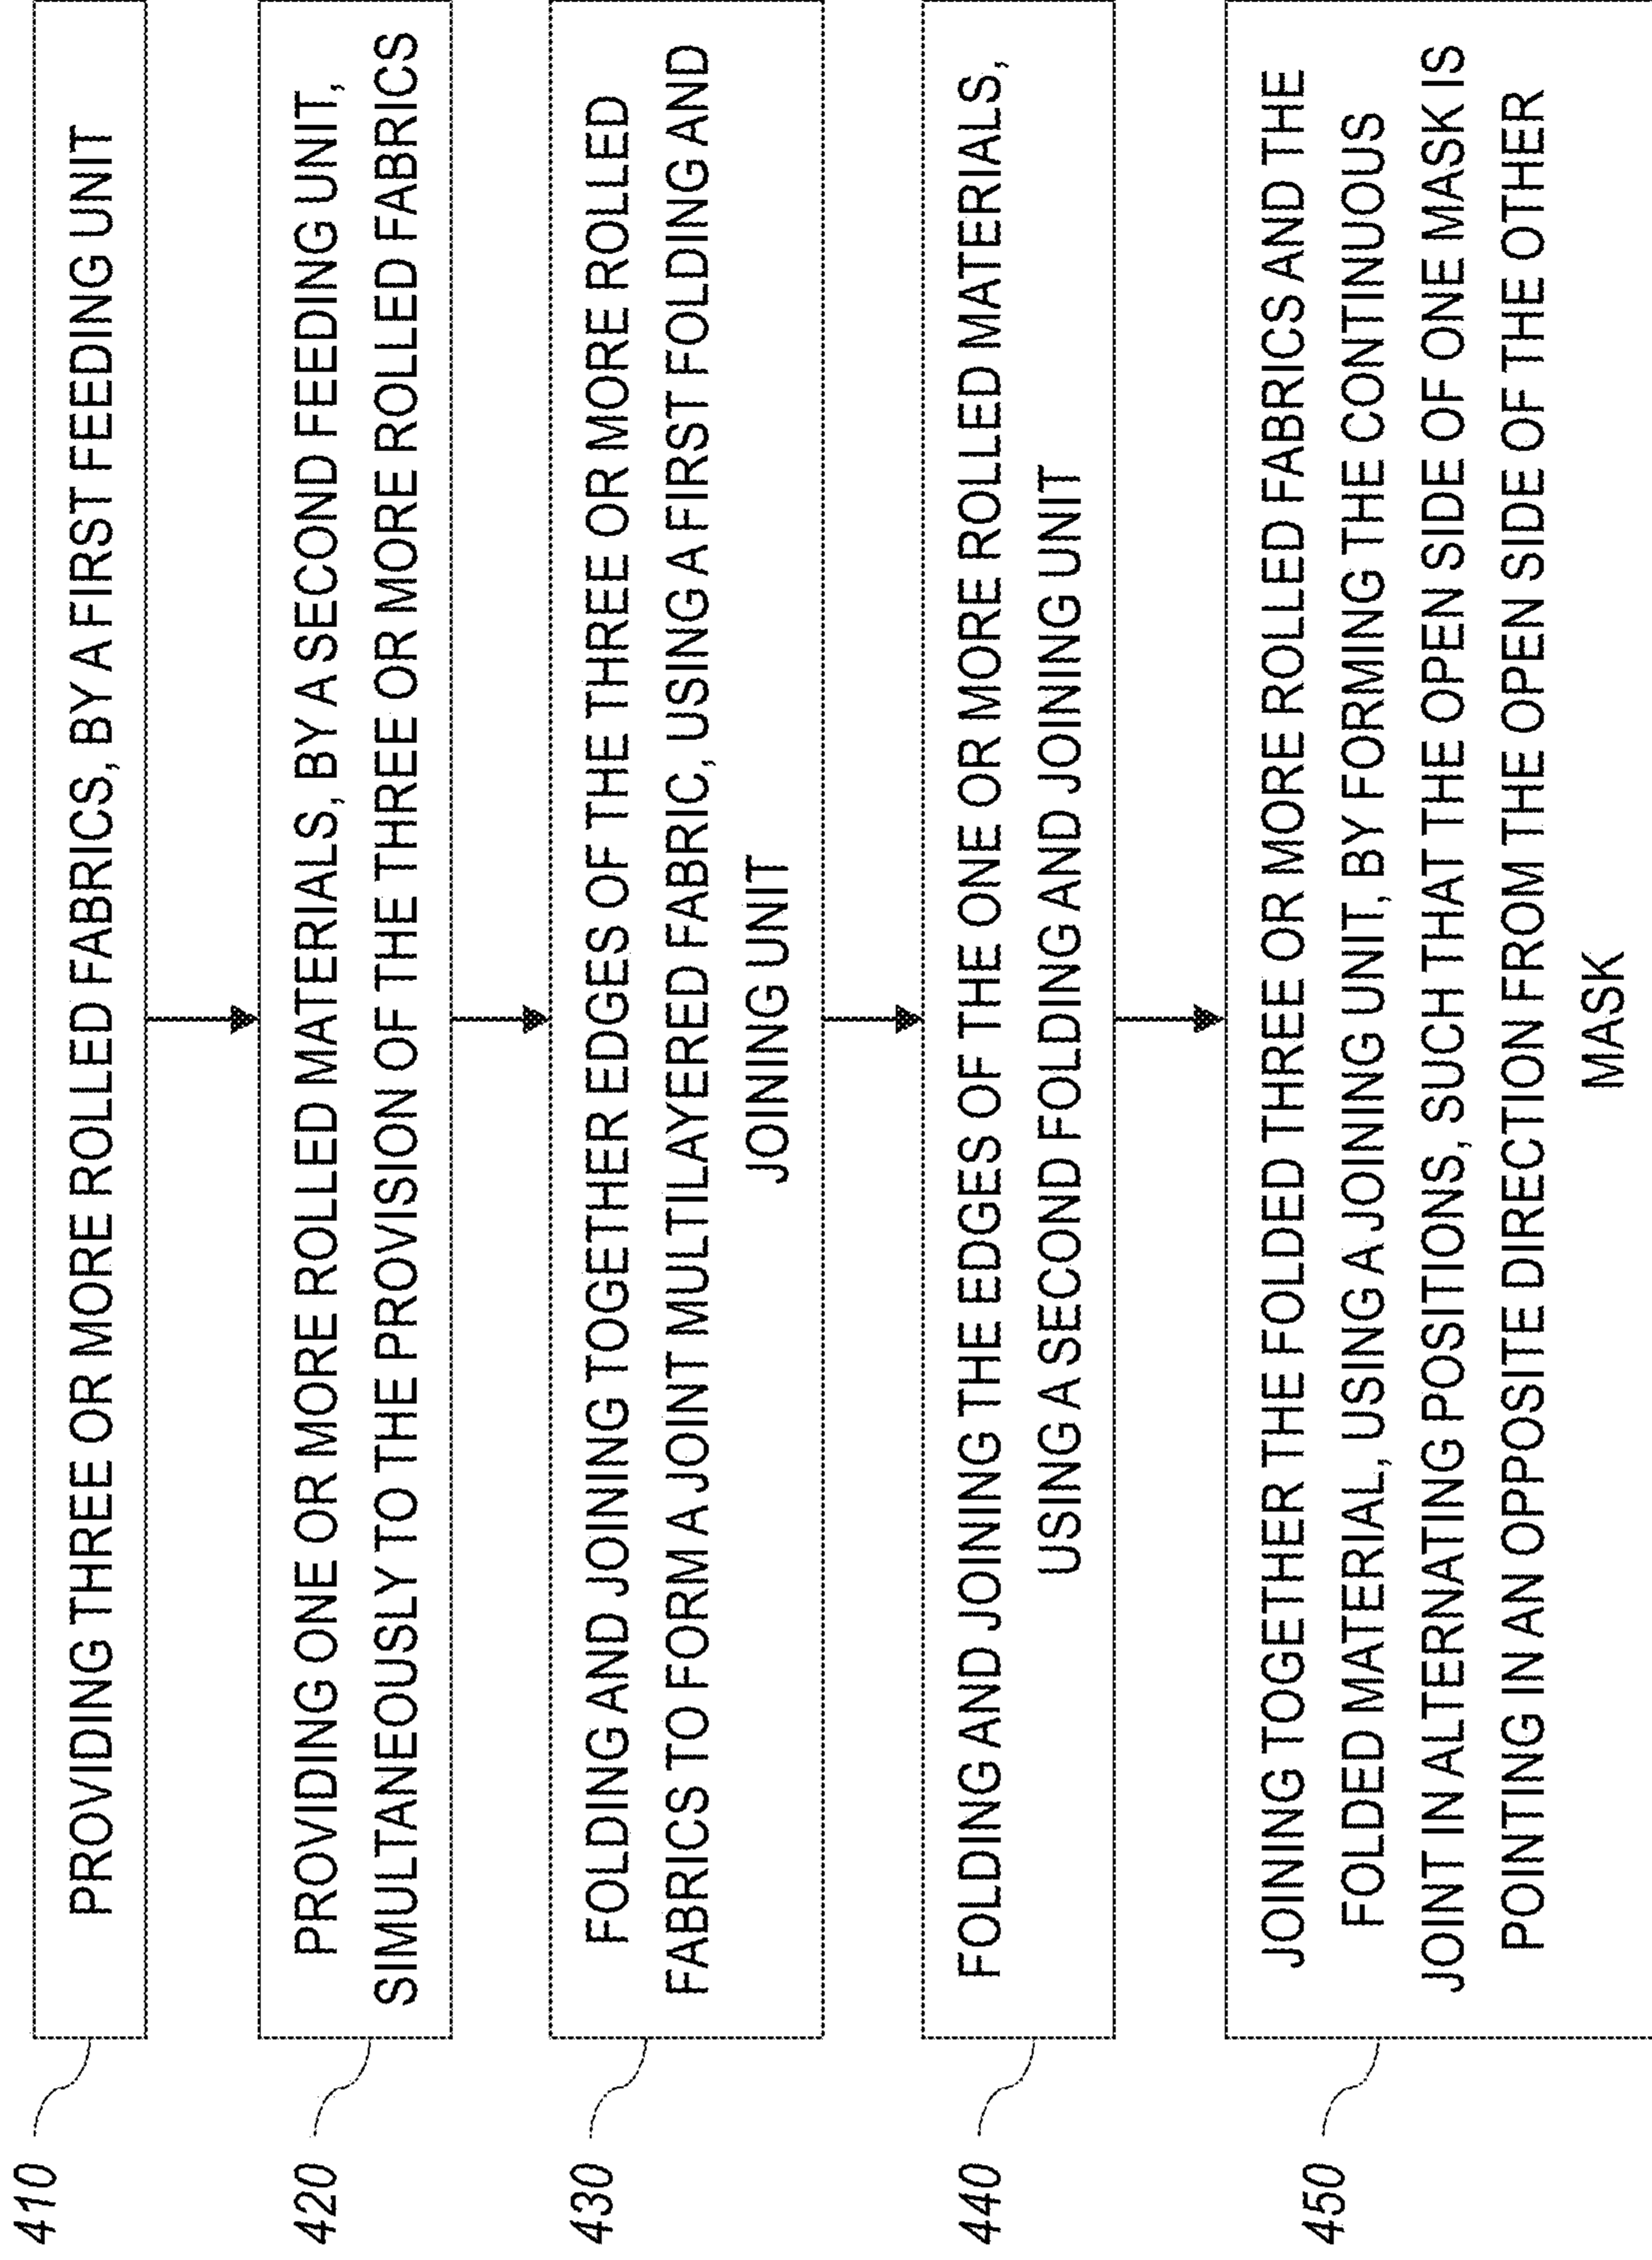 410
PROVIDING THREE OR MORE ROLLED FABRICS, BY A FIRST FEEDING UNIT
420
PROVIDING ONE OR MORE ROLLED MATERIALS, BY A SECOND FEEDING UNIT,
SIMULTANEOUSLY TO THE PROVISION OF THE THREE OR MORE ROLLED FABRICS
430
FOLDING AND JOINING TOGETHER EDGES OF THE THREE OR MORE ROLLED
FABRICS TO FORM A JOINT MULTILAYERED FABRIC, USING A FIRST FOLDING AND
JOINING UNIT
440
FOLDING AND JOINING THE EDGES OF THE ONE OR MORE ROLLED MATERIALS,
USING A SECOND FOLDING AND JOINING UNIT
450
JOINING TOGETHER THE FOLDED THREE OR MORE ROLLED FABRICS AND THE
FOLDED MATERIAL, USING A JOINING UNIT, BY FORMING THE CONTINUOUS
JOINT IN ALTERNATING POSITIONS, SUCH THAT THE OPEN SIDE OF ONE MASK IS
POINTING IN AN OPPOSITE DIRECTION FROM THE OPEN SIDE OF THE OTHER
MASK